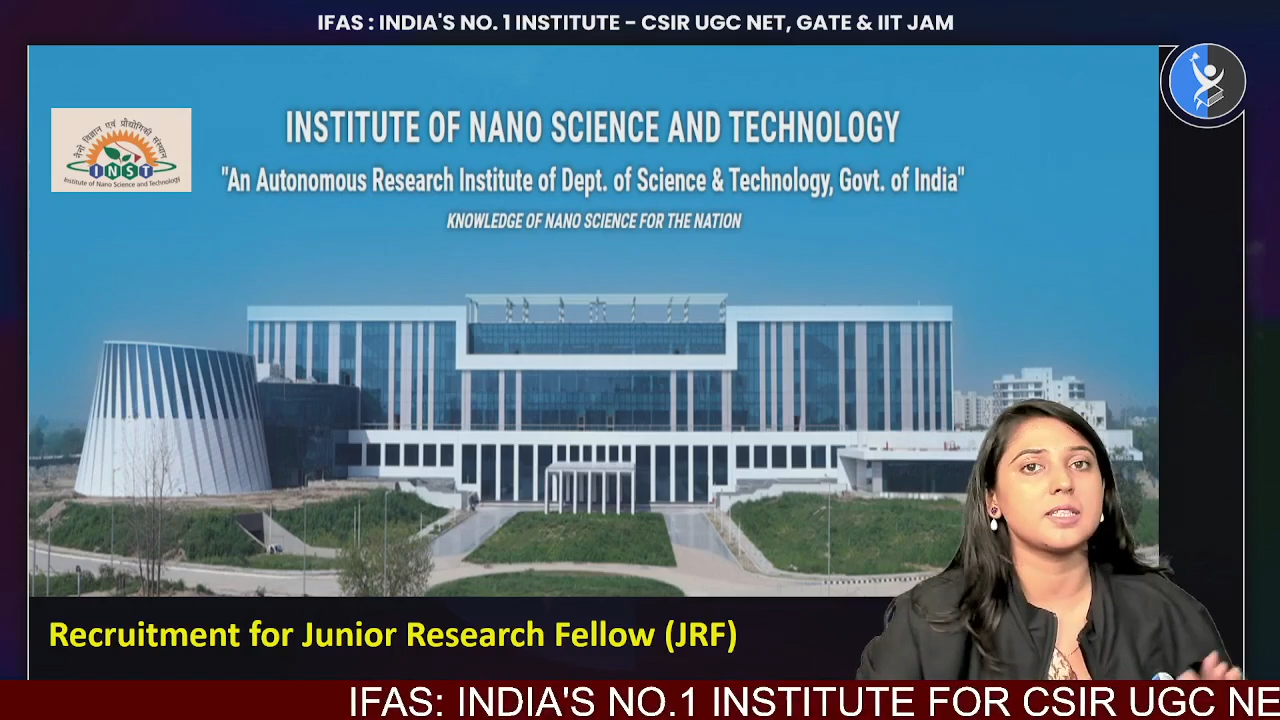 IFAS : INDIA'S NO. 1 INSTITUTE – CSIR UGC NET, GATE & IIT JAM
नैनो विज्ञान एवं प्रौद्योगिकी संस्थान
INST
Institute of Nano Science and Technology
INSTITUTE OF NANO SCIENCE AND TECHNOLOGY
"An Autonomous Research Institute of Dept. of Science & Technology, Govt. of India"
KNOWLEDGE OF NANO SCIENCE FOR THE NATION
Recruitment for Junior Research Fellow (JRF)
IFAS: INDIA'S NO.1 INSTITUTE FOR CSIR UGC NE